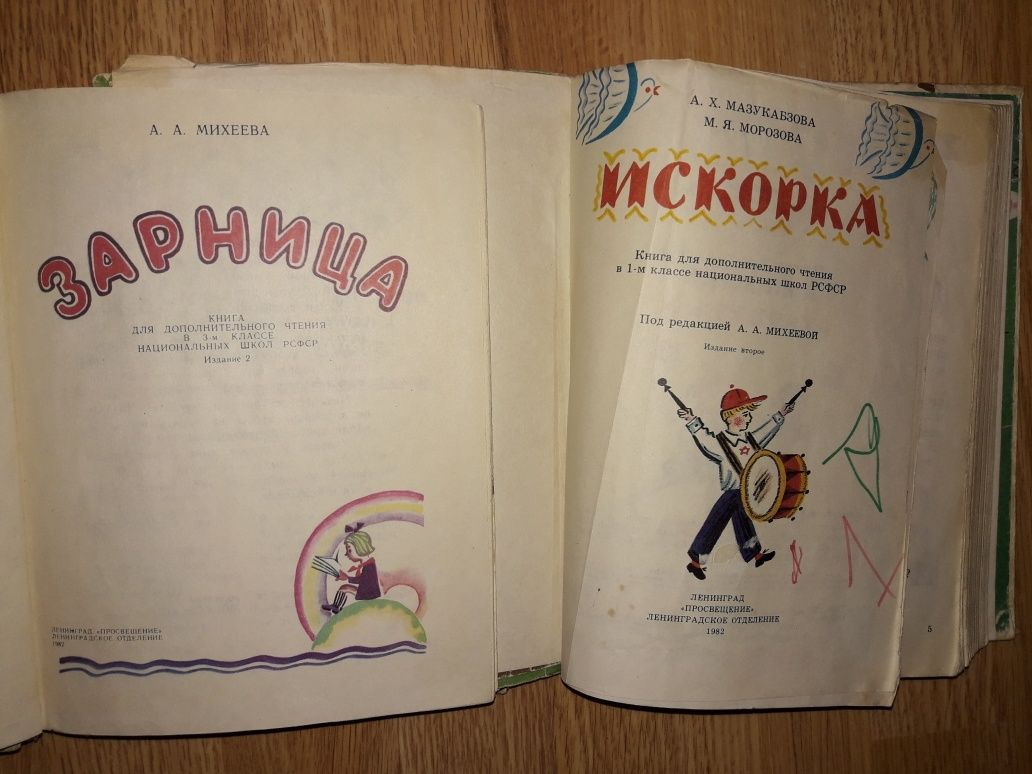 А. А. МИХЕЕВА
ЗАРНИЦА
КНИГА
ДЛЯ ДОПОЛНИТЕЛЬНОГО ЧТЕНИЯ
В 3-м КЛАССЕ
НАЦИОНАЛЬНЫХ ШКОЛ РСФСР
Издание 2
ЛЕНИНГРАД «ПРОСВЕЩЕНИЕ»
ЛЕНИНГРАДСКОЕ ОТДЕЛЕНИЕ
1982
А. Х. МАЗУКАБЗОВА
М. Я. МОРОЗОВА
ИСКОРКА
Книга для дополнительного чтения
в 1-м классе национальных школ РСФСР
Под редакцией А. А. МИХЕЕВОЙ
Издание второе
ЛЕНИНГРАД
«ПРОСВЕЩЕНИЕ»
ЛЕНИНГРАДСКОЕ ОТДЕЛЕНИЕ
1982
5